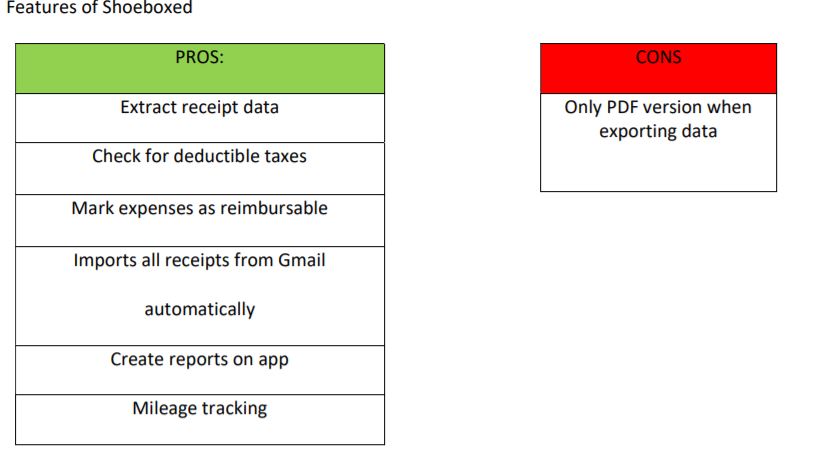 Features of Shoeboxed
PROS:
Extract receipt data
Check for deductible taxes
Mark expenses as reimbursable
Imports all receipts from Gmail
automatically
Create reports on app
Mileage tracking
CONS
Only PDF version when
exporting data